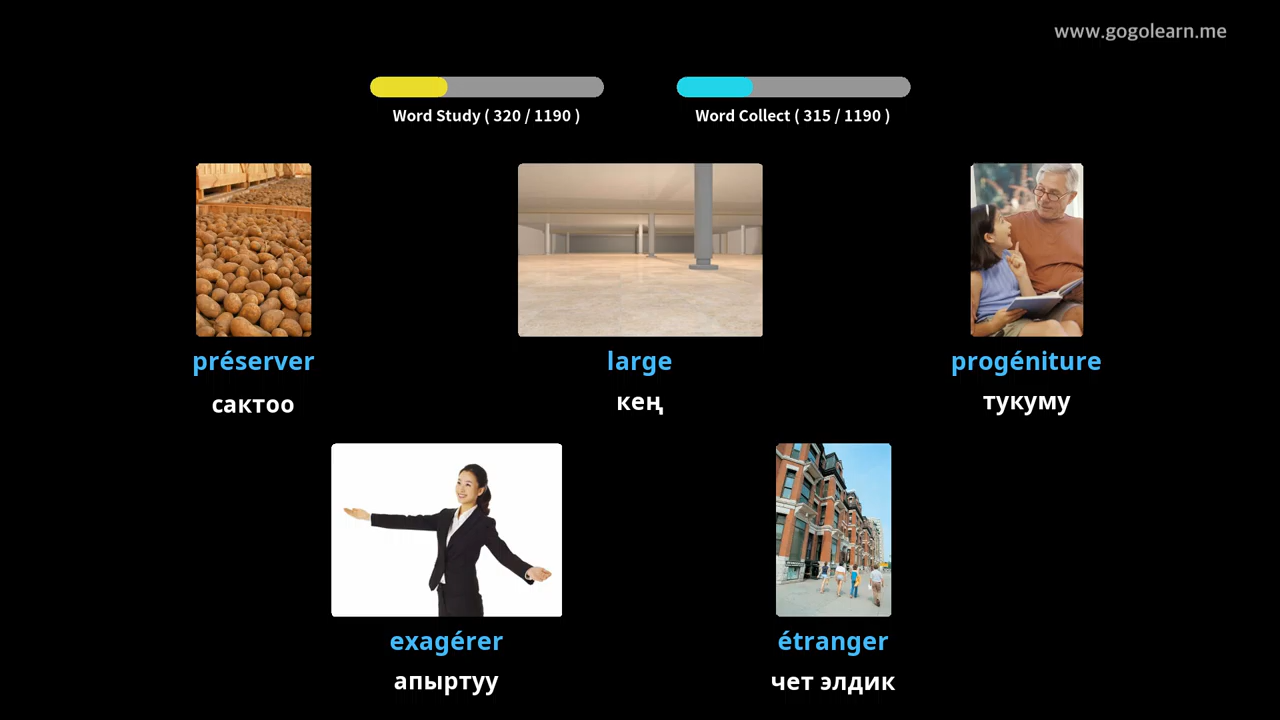 www.gogolearn.me
Word Study ( 320 / 1190 )
Word Collect ( 315 / 1190 )
préserver
large
progéniture
сактоо
кең
тукуму
exagérer
étranger
апыртуу
чет элдик